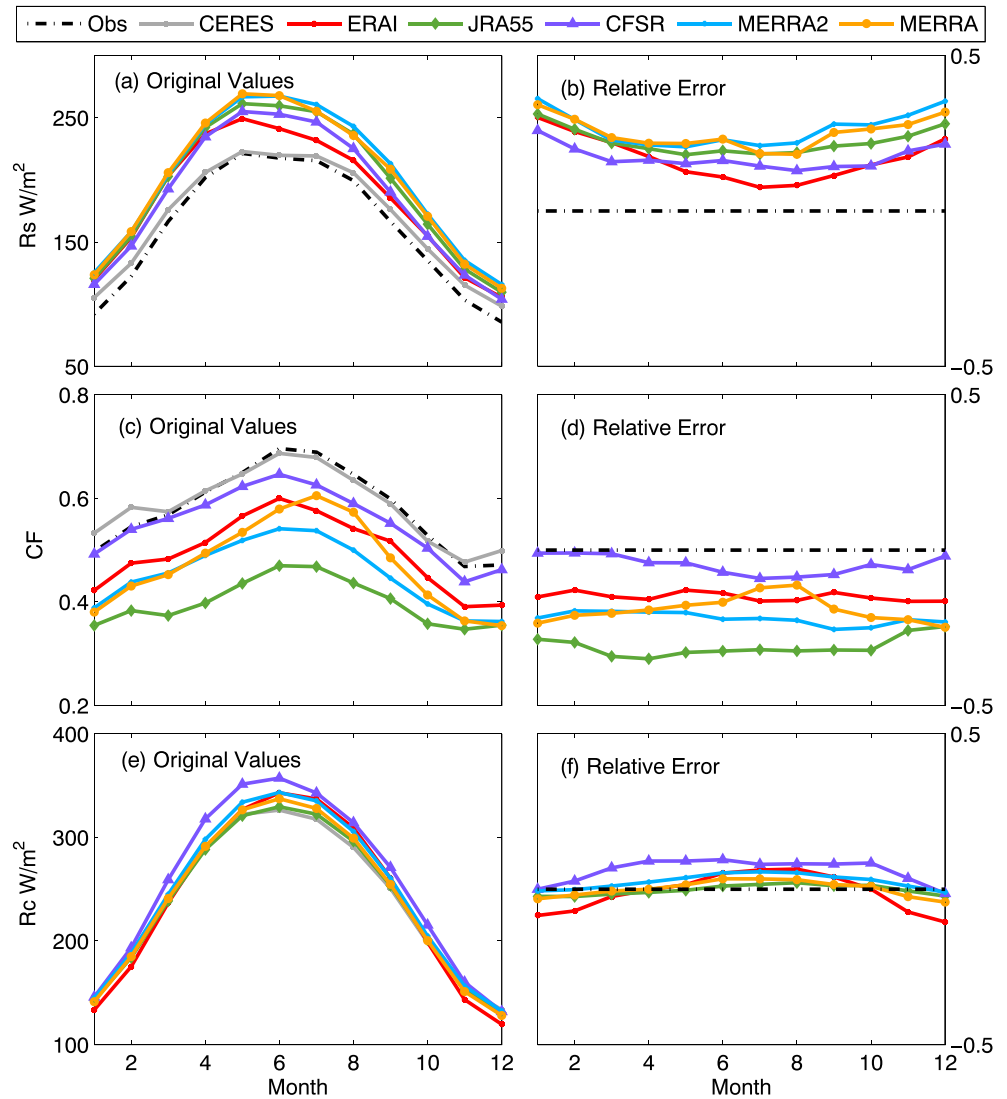 Obs CERES ERAI JRA55 CFSR MERRA2 MERRA
(a) Original Values
250
150
50
Rs W/m²
(b) Relative Error
0.5
−0.5
(c) Original Values
0.8
0.6
0.4
0.2
CF
(d) Relative Error
0.5
−0.5
(e) Original Values
400
300
200
100
Rc W/m²
2 4 6 8 10 12
Month
(f) Relative Error
0.5
−0.5
2 4 6 8 10 12
Month